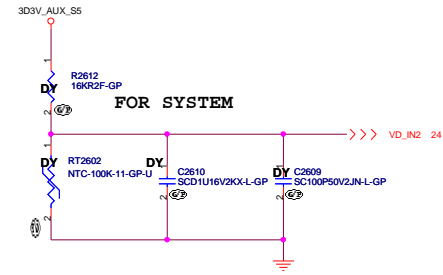 3D3V_AUX_S5
1
R2612
16KR2F-GP
DY
2
FOR SYSTEM
VD_IN2 24
1
RT2602
NTC-100K-11-GP-U
DY
2
1
DY
C2610
SCD1U16V2KX-L-GP
2
1
DY
C2609
SC100P50V2JN-L-GP
2